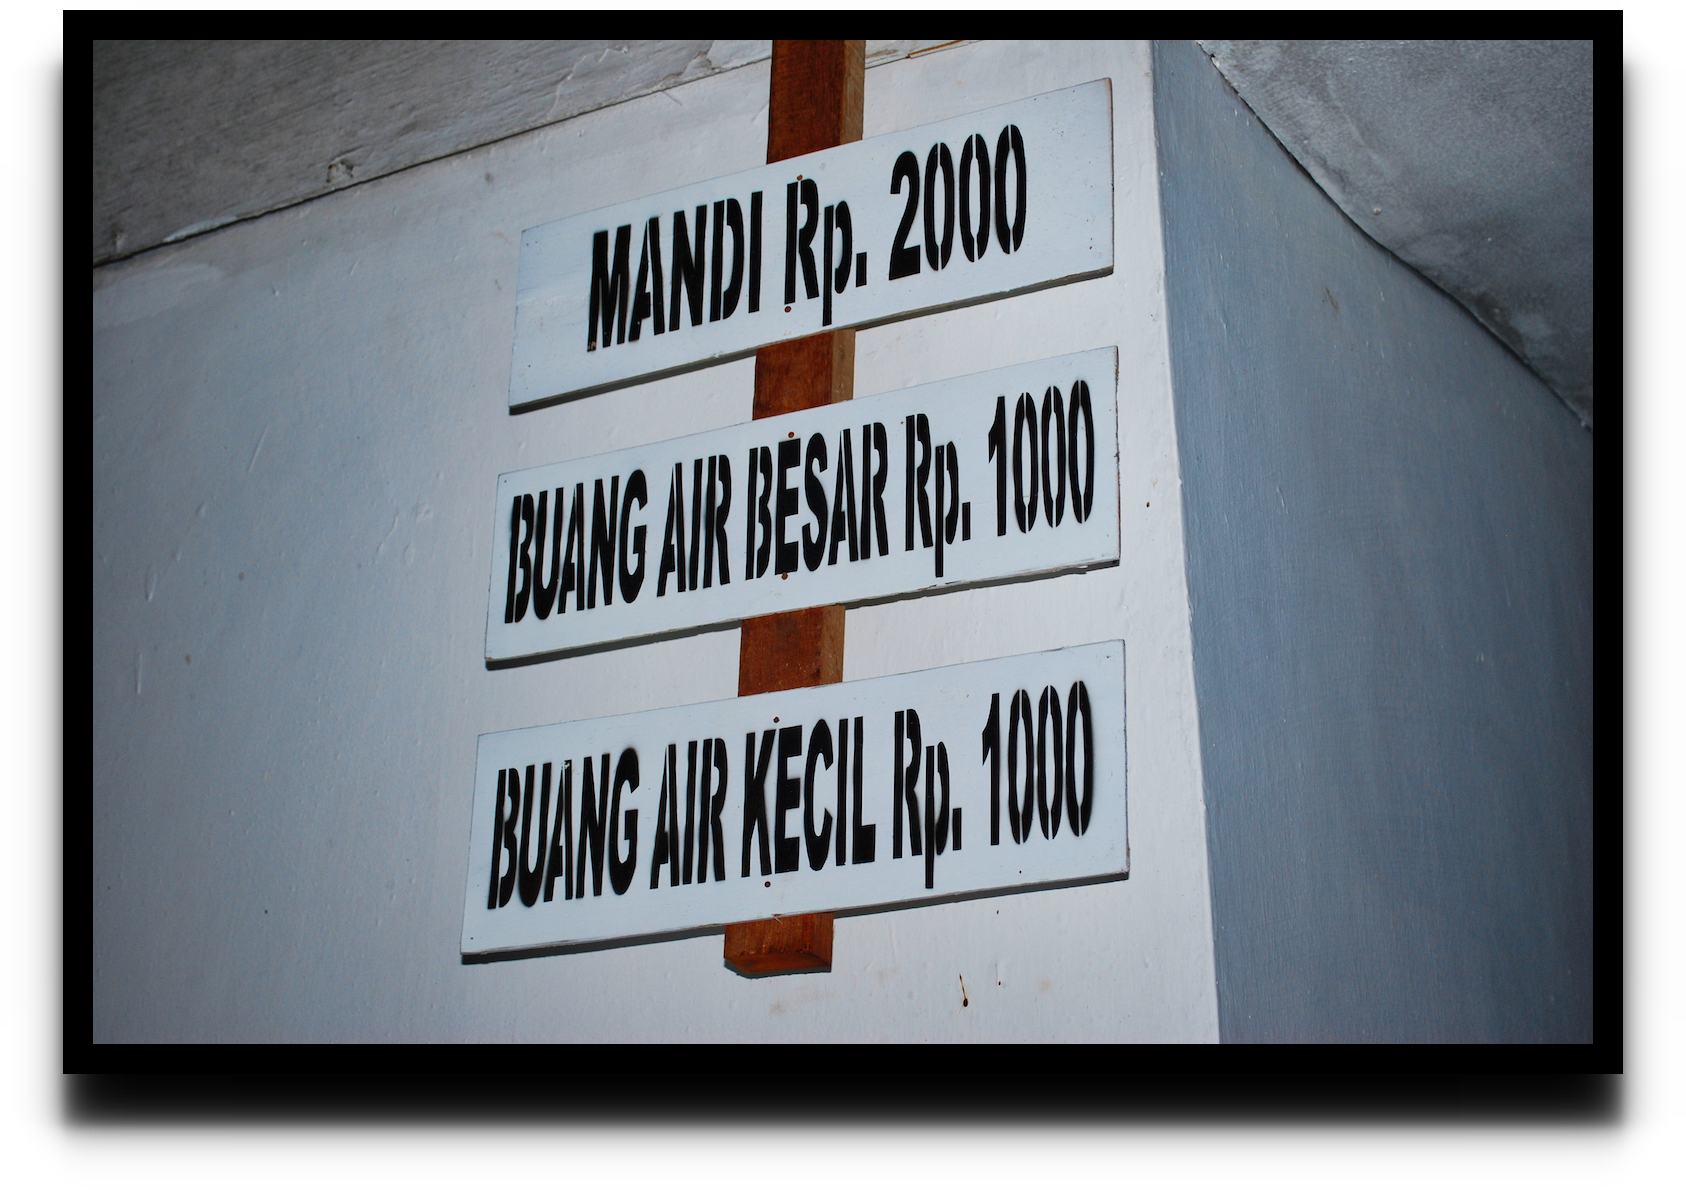 MANDI Rp. 2000
BUANG AIR BESAR Rp. 1000
BUANG AIR KECIL Rp. 1000